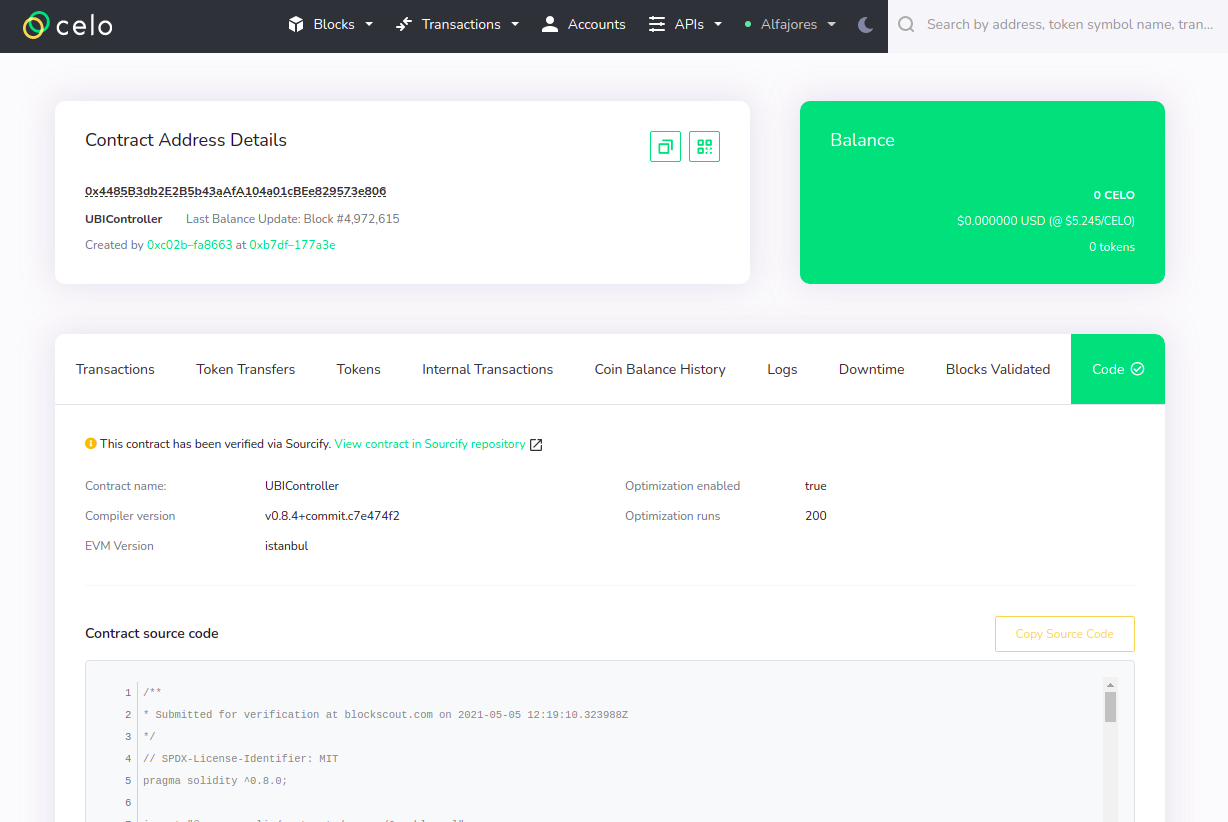 celo Blocks Transactions Accounts APIs Alfajores Search by address, token symbol name, tran...
Contract Address Details
0x4485B3db2E2B5b43aAfA104a01cBEe829573e806
UBIController Last Balance Update: Block #4,972,615
Created by 0xc02b–fa8663 at 0xb7df–177a3e
Balance
0 CELO
$0.000000 USD (@ $5.245/CELO)
0 tokens
Transactions Token Transfers Tokens Internal Transactions Coin Balance History Logs Downtime Blocks Validated Code
This contract has been verified via Sourcify. View contract in Sourcify repository
Contract name: UBIController Optimization enabled true
Compiler version v0.8.4+commit.c7e474f2 Optimization runs 200
EVM Version istanbul
Contract source code Copy Source Code
1 /**
2 * Submitted for verification at blockscout.com on 2021-05-05 12:19:10.323988Z
3 */
4 // SPDX-License-Identifier: MIT
5 pragma solidity ^0.8.0;
6